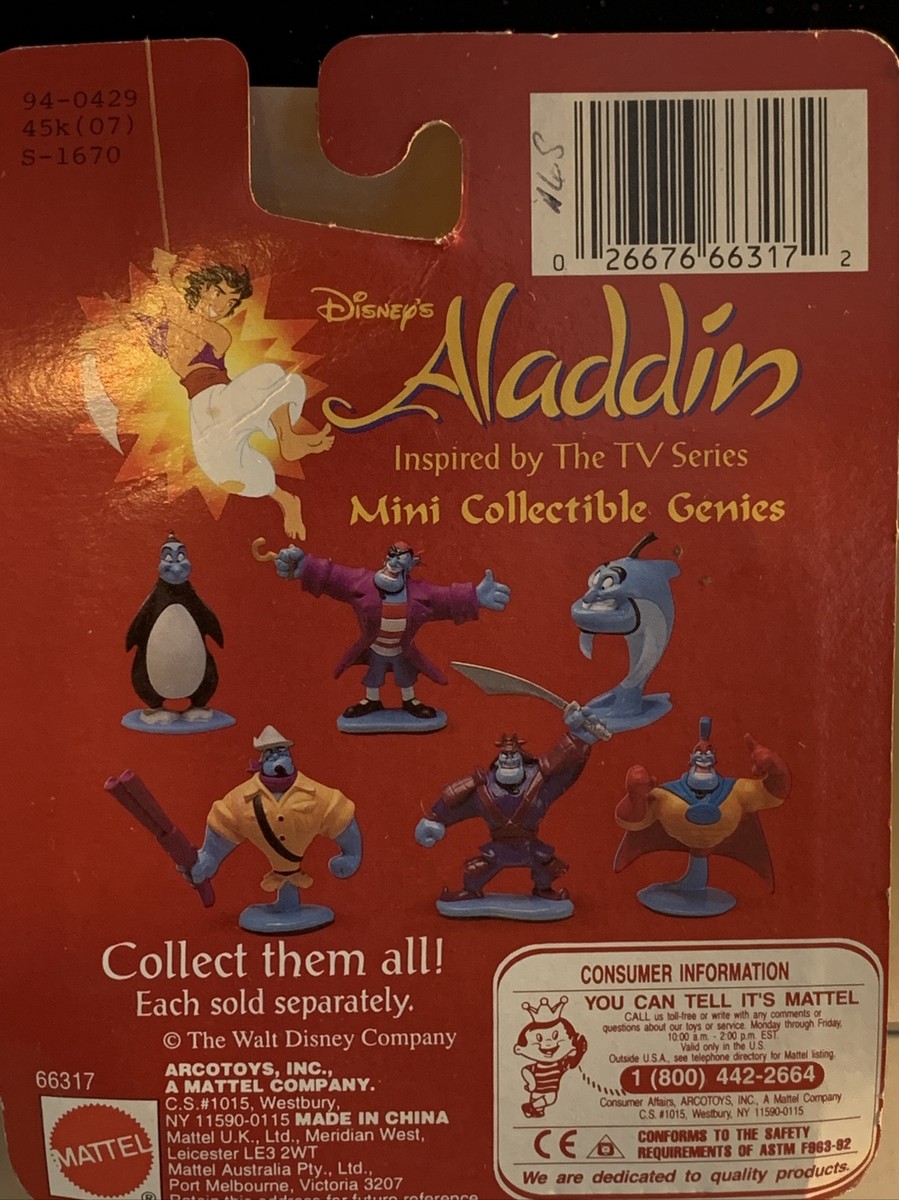 94-0429
45k(07)
S-1670
0 26676 66317 2
DISNEY'S
Aladdin
Inspired by The TV Series
Mini Collectible Genies
Collect them all!
Each sold separately.
© The Walt Disney Company
ARCOTOYS, INC.,
A MATTEL COMPANY.
C.S.#1015, Westbury,
NY 11590-0115 MADE IN CHINA
Mattel U.K., Ltd., Meridian West,
Leicester LE3 2WT
Mattel Australia Pty., Ltd.,
Port Melbourne, Victoria 3207
Retain this address for future reference
66317
MATTEL
®
CONSUMER INFORMATION
YOU CAN TELL IT'S MATTEL
CALL us toll-free or write with any comments or
questions about our toys or service. Monday through Friday,
10:00 a.m. - 2:00 p.m. EST.
Valid only in the U.S.
Outside U.S.A., see telephone directory for Mattel listing.
1 (800) 442-2664
Consumer Affairs, ARCOTOYS, INC., A Mattel Company
C.S. #1015, Westbury, NY 11590-0115
CE
CONFORMS TO THE SAFETY
REQUIREMENTS OF ASTM F963-92
We are dedicated to quality products.